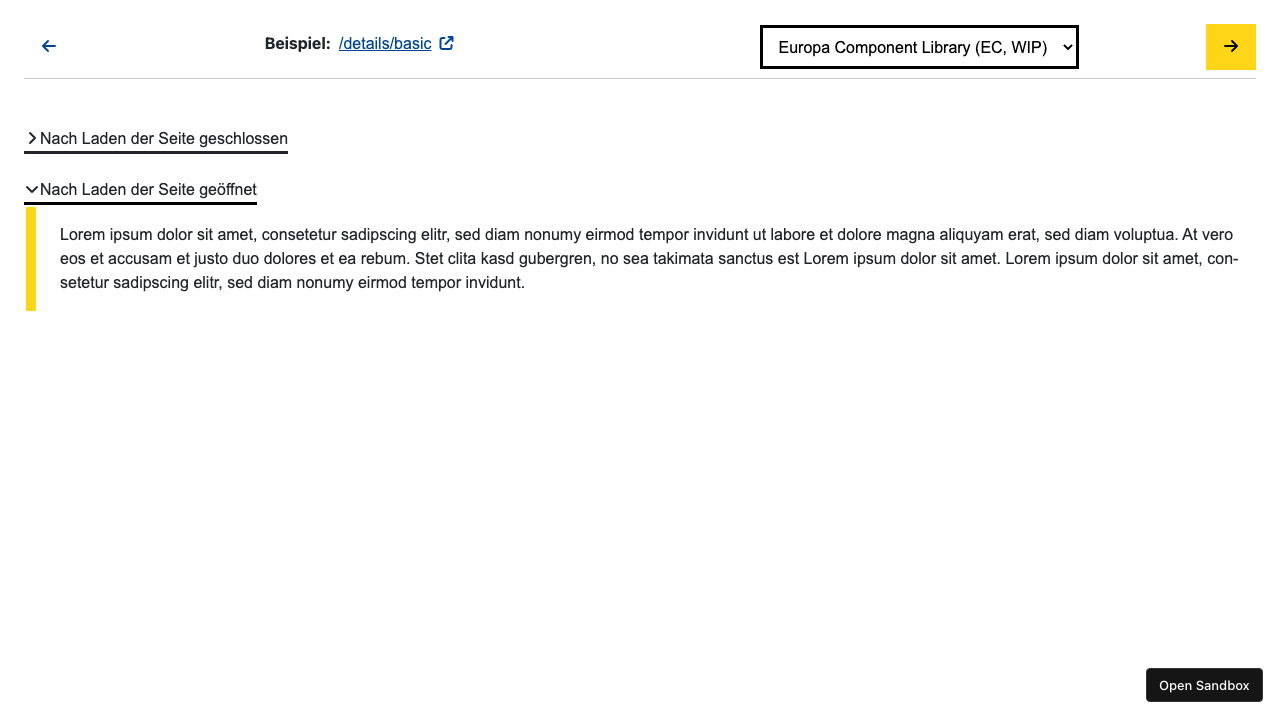 Beispiel: /details/basic
Europa Component Library (EC, WIP)
Nach Laden der Seite geschlossen
Nach Laden der Seite geöffnet
Lorem ipsum dolor sit amet, consetetur sadipscing elitr, sed diam nonumy eirmod tempor invidunt ut labore et dolore magna aliquyam erat, sed diam voluptua. At vero
eos et accusam et justo duo dolores et ea rebum. Stet clita kasd gubergren, no sea takimata sanctus est Lorem ipsum dolor sit amet. Lorem ipsum dolor sit amet, con-
setetur sadipscing elitr, sed diam nonumy eirmod tempor invidunt.
Open Sandbox